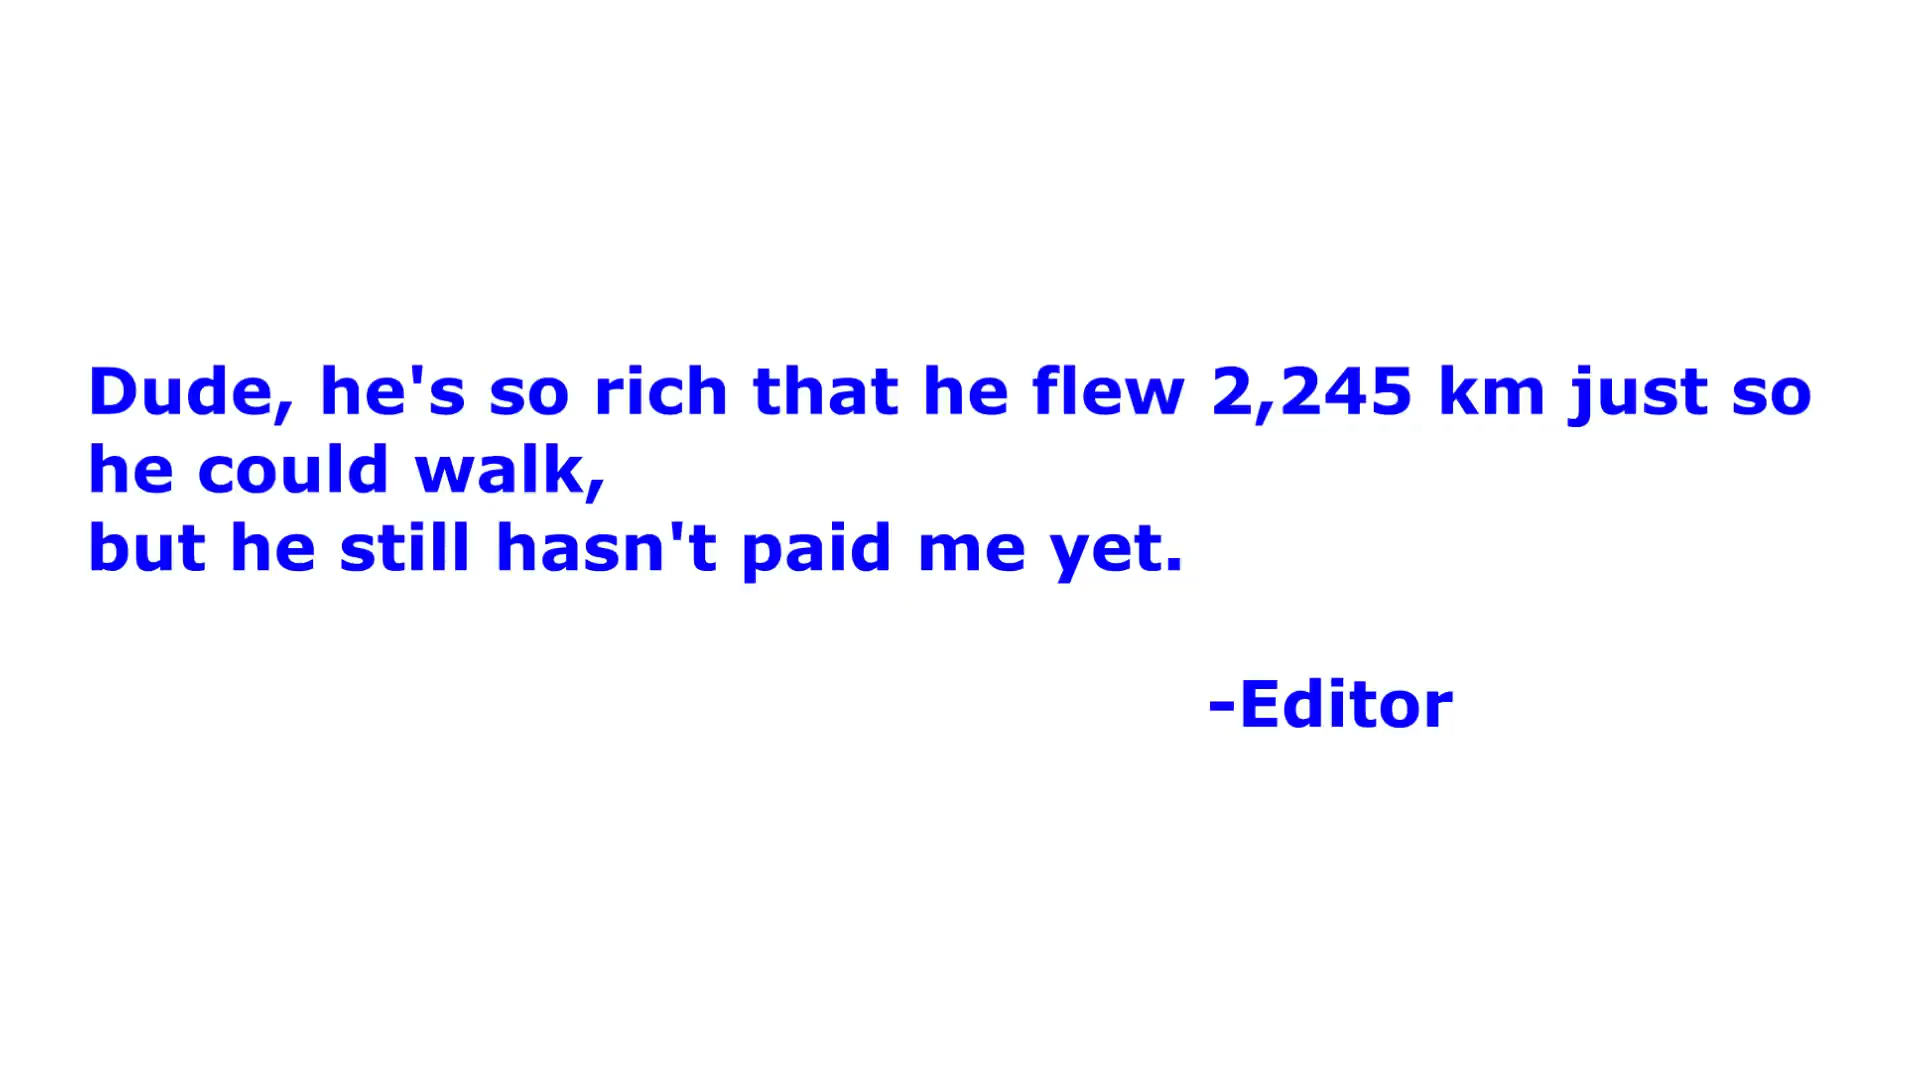 Dude, he's so rich that he flew 2,245 km just so
he could walk,
but he still hasn't paid me yet.
-Editor